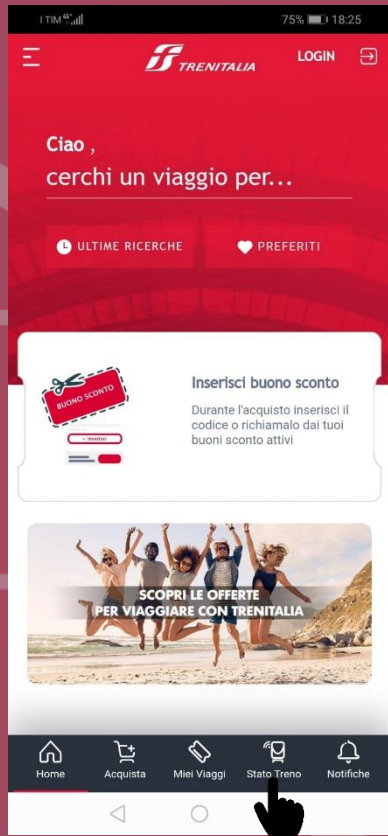 I TIM 4G 75% 18:25
TRENITALIA
LOGIN
Ciao ,
cerchi un viaggio per...
ULTIME RICERCHE
PREFERITI
BUONO SCONTO
+ INSERISCI
Inserisci buono sconto
Durante l'acquisto inserisci il
codice o richiamalo dai tuoi
buoni sconto attivi
SCOPRI LE OFFERTE
PER VIAGGIARE CON TRENITALIA
Home
Acquista
Miei Viaggi
Stato Treno
Notifiche